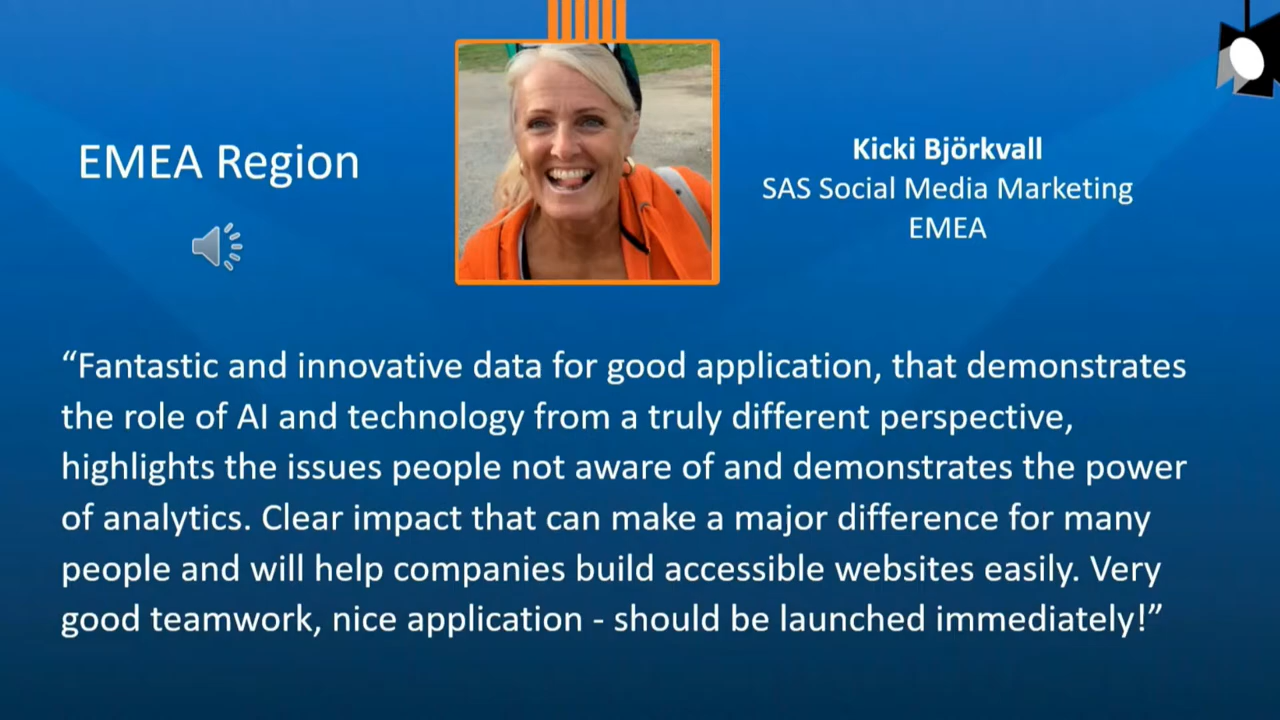 EMEA Region
Kicki Björkvall
SAS Social Media Marketing
EMEA
“Fantastic and innovative data for good application, that demonstrates
the role of AI and technology from a truly different perspective,
highlights the issues people not aware of and demonstrates the power
of analytics. Clear impact that can make a major difference for many
people and will help companies build accessible websites easily. Very
good teamwork, nice application - should be launched immediately!”